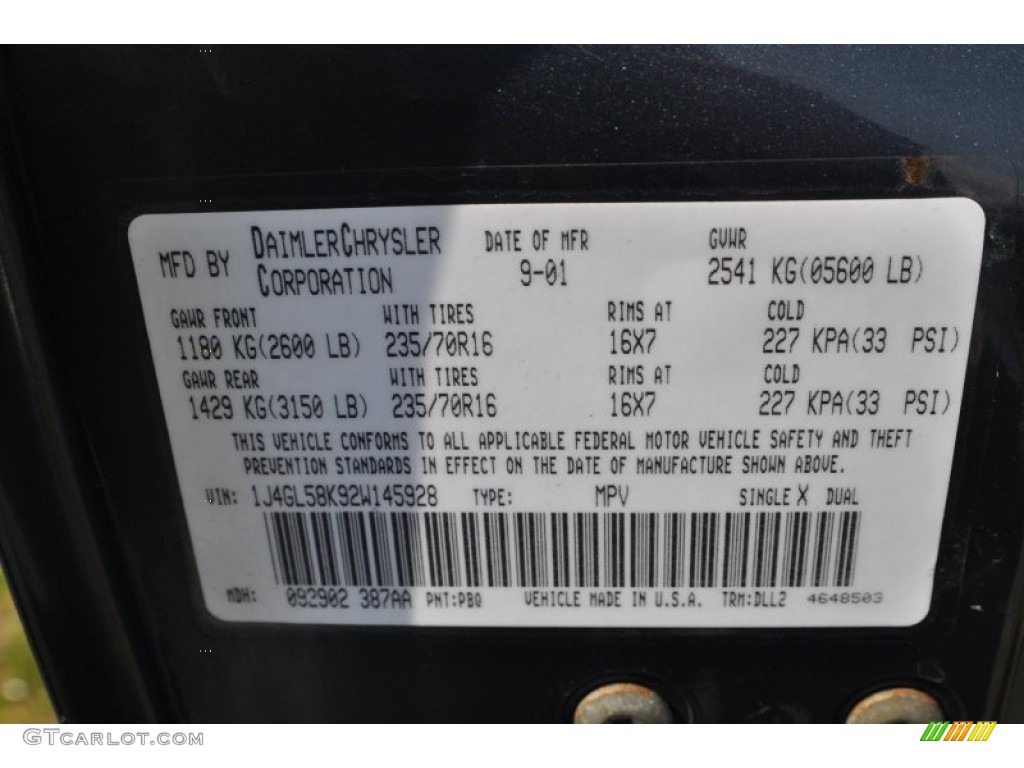 MFD BY DAIMLERCHRYSLER CORPORATION
DATE OF MFR GVWR
9-01 2541 KG(05600 LB)
GAWR FRONT WITH TIRES RIMS AT COLD
1180 KG(2600 LB) 235/70R16 16X7 227 KPA(33 PSI)
GAWR REAR WITH TIRES RIMS AT COLD
1429 KG(3150 LB) 235/70R16 16X7 227 KPA(33 PSI)
THIS VEHICLE CONFORMS TO ALL APPLICABLE FEDERAL MOTOR VEHICLE SAFETY AND THEFT
PREVENTION STANDARDS IN EFFECT ON THE DATE OF MANUFACTURE SHOWN ABOVE.
VIN: 1J4GL58K92W145928 TYPE: MPV SINGLE X DUAL
MDH: 092902 387AA PNT:PBQ VEHICLE MADE IN U.S.A. TRM:DLL2 4648503
GTCARLOT.COM